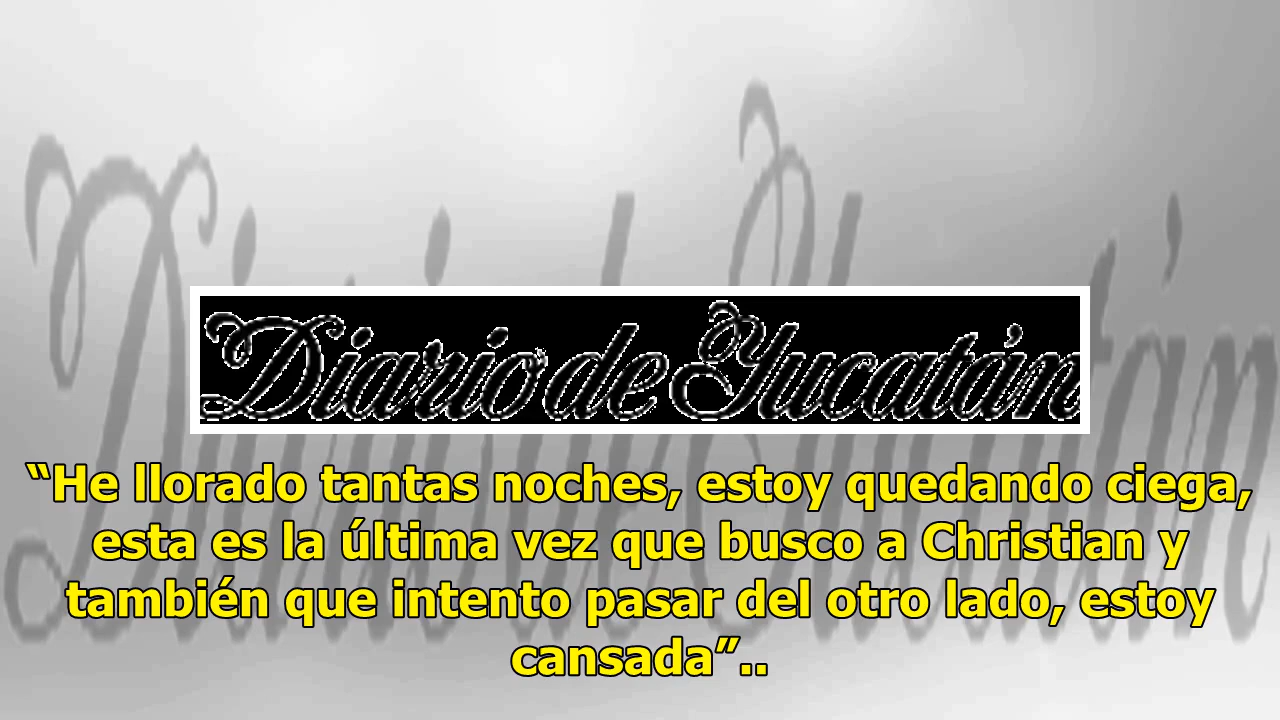 Diario de Yucatán
“He llorado tantas noches, estoy quedando ciega,
esta es la última vez que busco a Christian y
también que intento pasar del otro lado, estoy
cansada”..